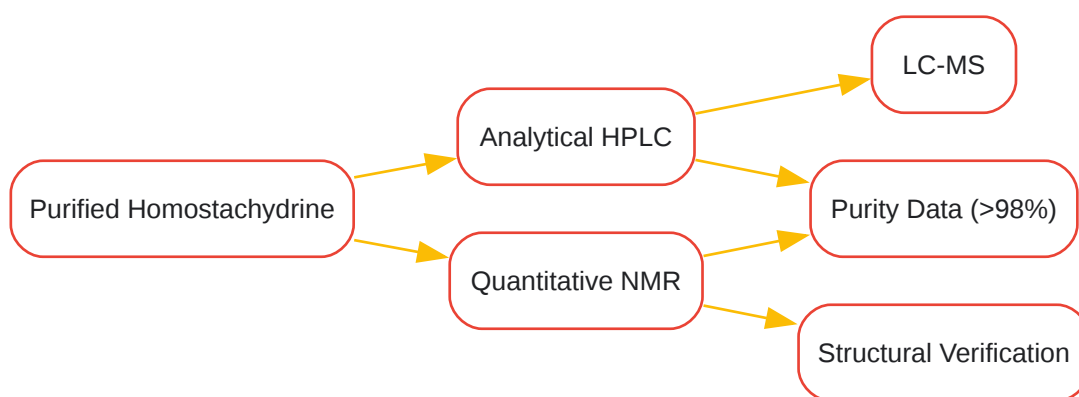 LC-MS
Analytical HPLC
Purified Homostachydrine
Purity Data (>98%)
Quantitative NMR
Structural Verification